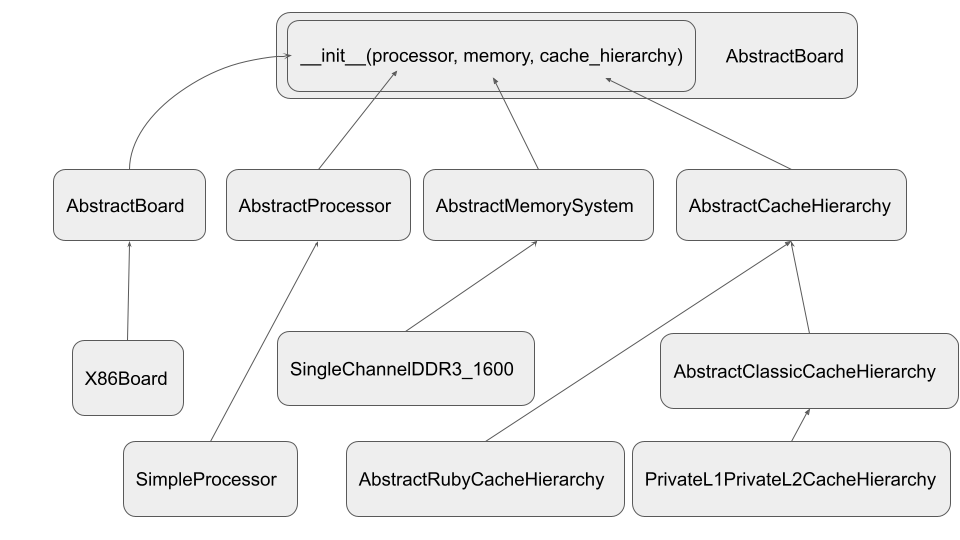 __init__(processor, memory, cache_hierarchy)
AbstractBoard
AbstractBoard
AbstractProcessor
AbstractMemorySystem
AbstractCacheHierarchy
SingleChannelDDR3_1600
AbstractClassicCacheHierarchy
X86Board
SimpleProcessor
AbstractRubyCacheHierarchy
PrivateL1PrivateL2CacheHierarchy